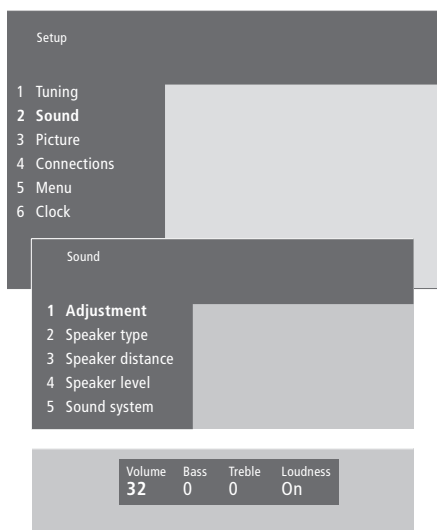 Setup
1 Tuning
2 Sound
3 Picture
4 Connections
5 Menu
6 Clock
Sound
1 Adjustment
2 Speaker type
3 Speaker distance
4 Speaker level
5 Sound system
Volume Bass Treble Loudness
32 0 0 On